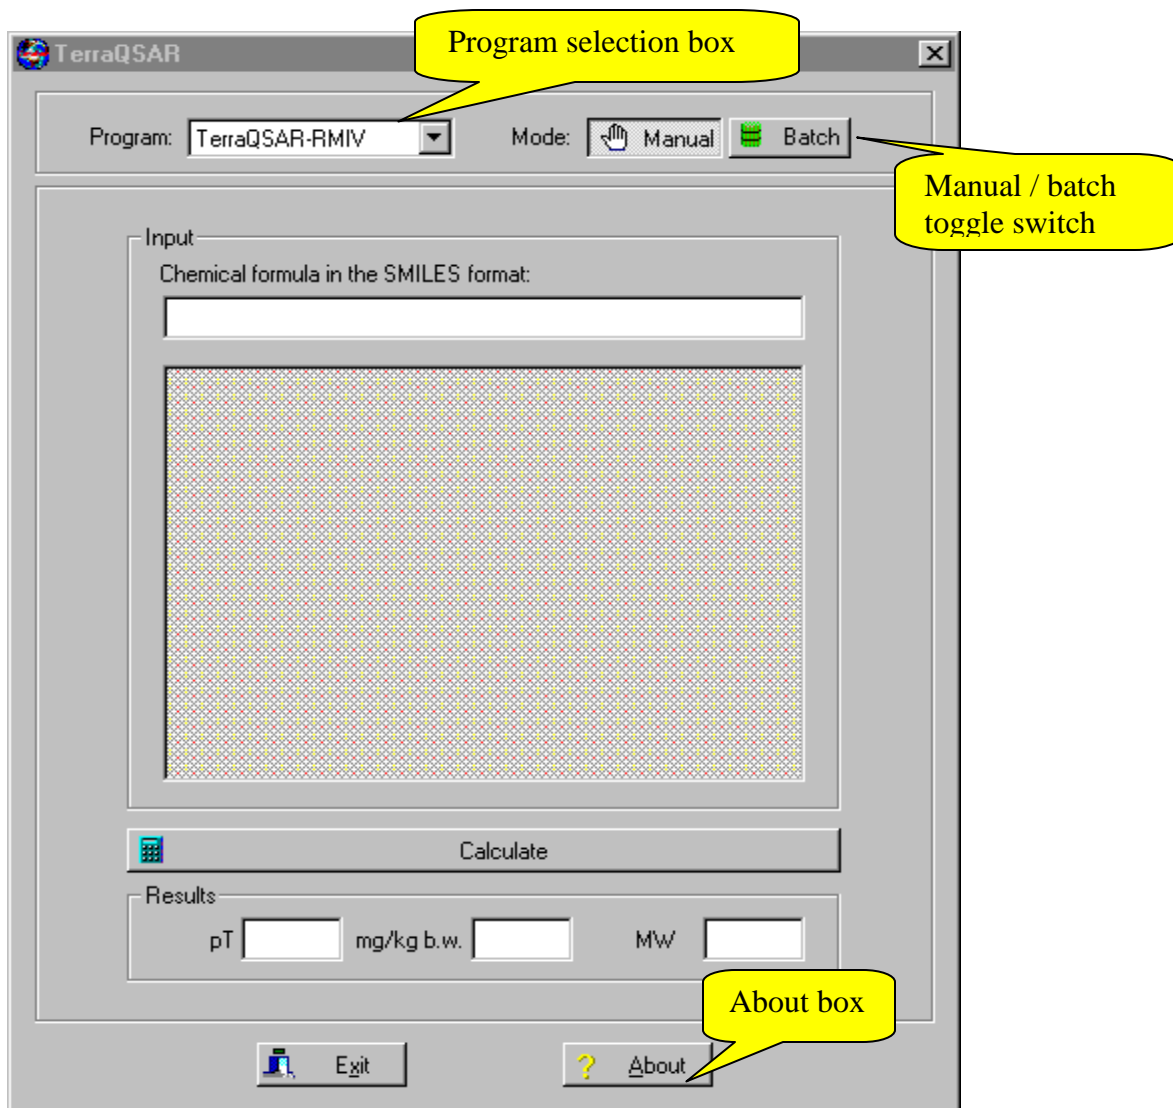 Program selection box
TerraQSAR
Program: TerraQSAR-RMIV Mode: Manual Batch
Manual / batch
toggle switch
Input
Chemical formula in the SMILES format:
Calculate
Results
pT mg/kg b.w. MW
About box
Exit ? About